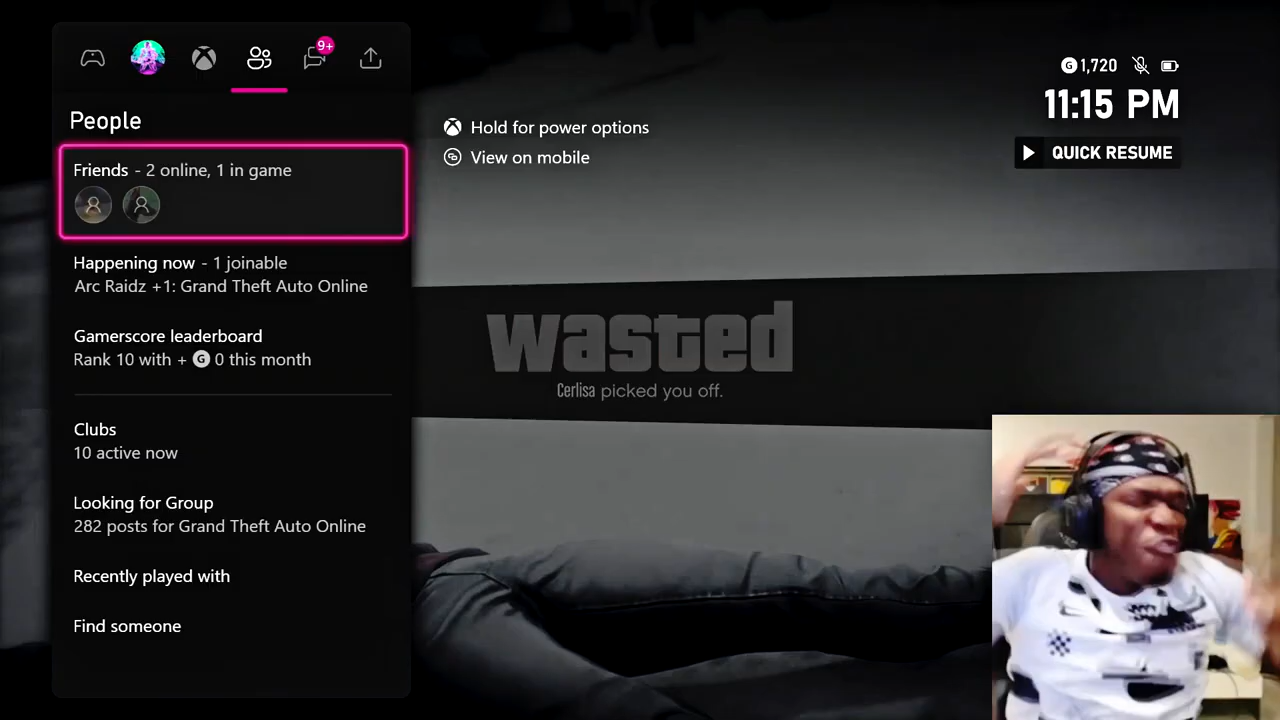 9+
People
Friends - 2 online, 1 in game
Happening now - 1 joinable
Arc Raidz +1: Grand Theft Auto Online
Gamerscore leaderboard
Rank 10 with + G 0 this month
Clubs
10 active now
Looking for Group
282 posts for Grand Theft Auto Online
Recently played with
Find someone
Hold for power options
View on mobile
G 1,720
11:15 PM
QUICK RESUME
wasted
Cerlisa picked you off.